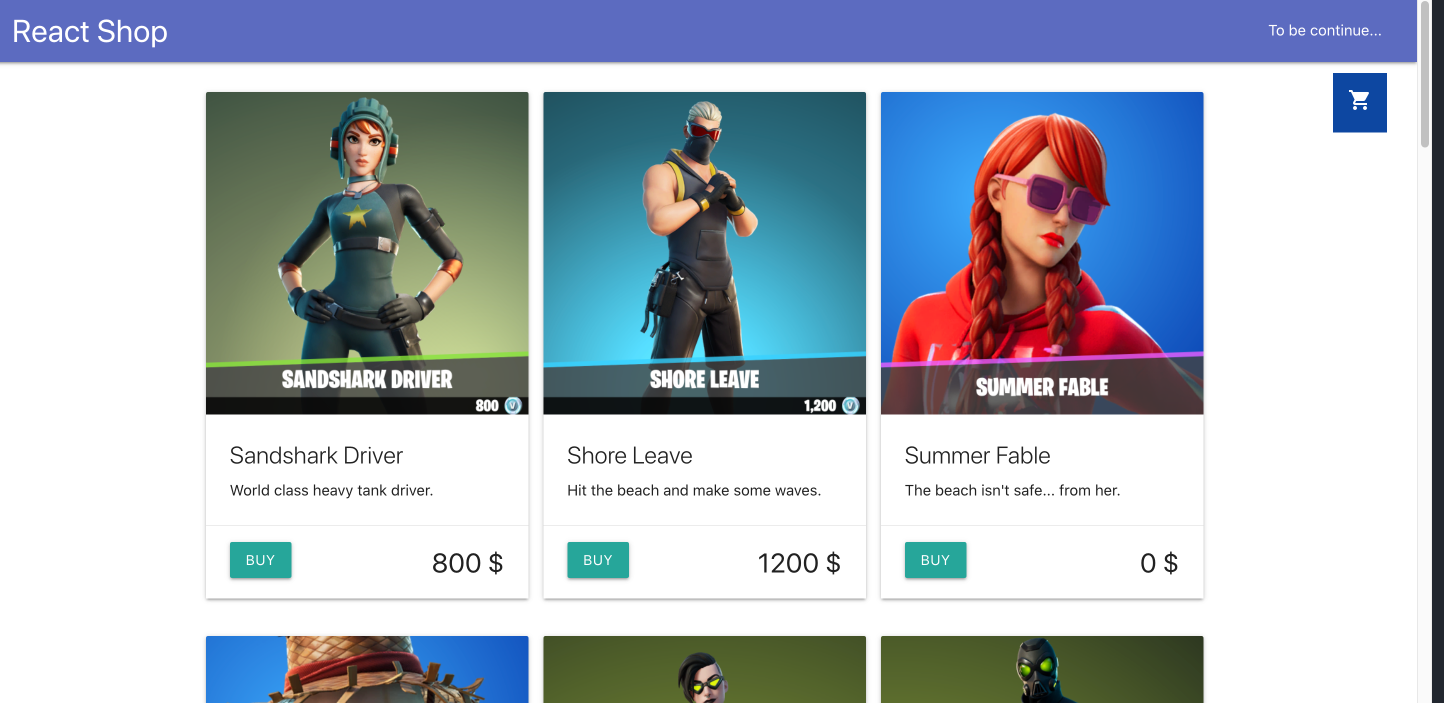 React Shop
To be continue...
SANDSHARK DRIVER
800 V
SHORE LEAVE
1,200 V
SUMMER FABLE
Sandshark Driver
World class heavy tank driver.
BUY
800 $
Shore Leave
Hit the beach and make some waves.
BUY
1200 $
Summer Fable
The beach isn't safe... from her.
BUY
0 $